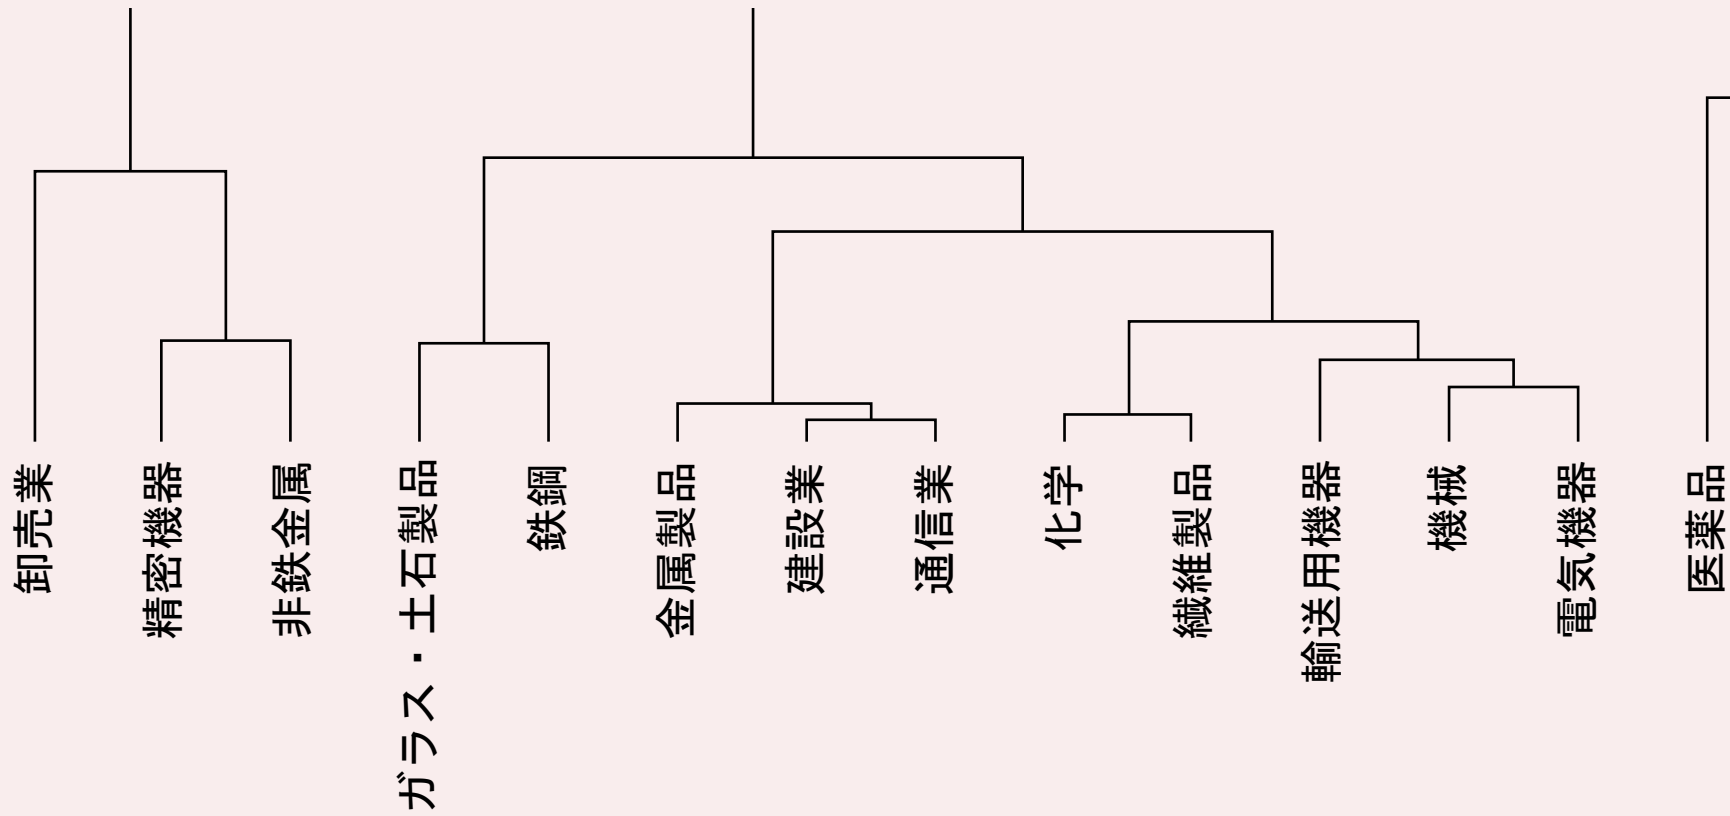 卸売業
精密機器
非鉄金属
ガラス・土石製品
鉄鋼
金属製品
建設業
通信業
化学
繊維製品
輸送用機器
機械
電気機器
医薬品